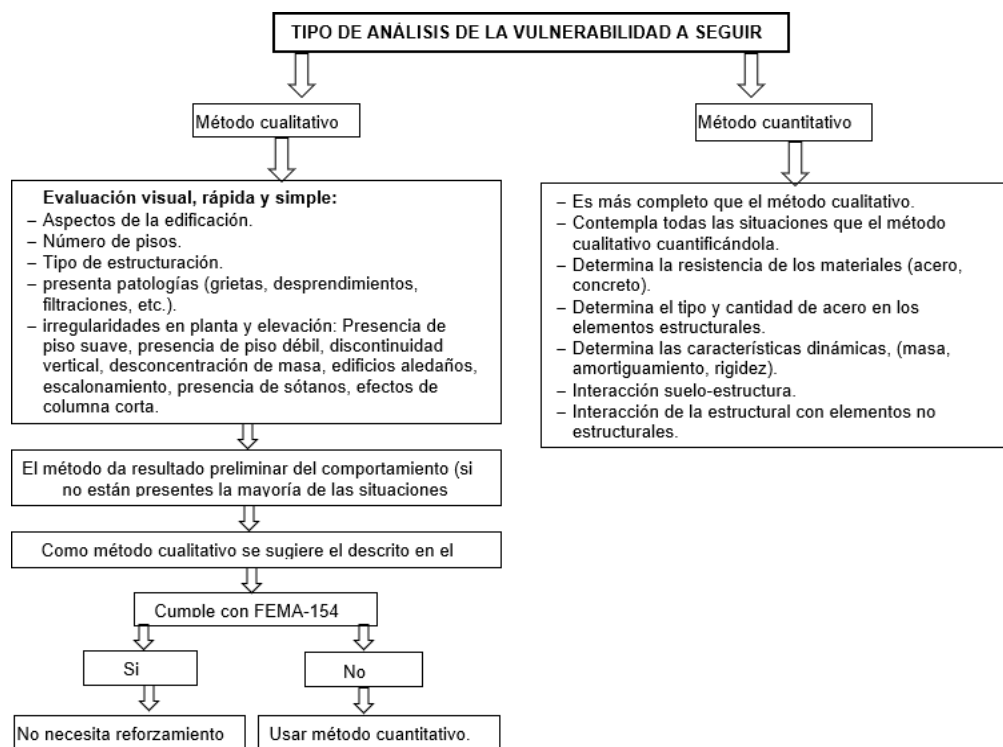 TIPO DE ANÁLISIS DE LA VULNERABILIDAD A SEGUIR
Método cualitativo
Método cuantitativo
Evaluación visual, rápida y simple:
– Aspectos de la edificación.
– Número de pisos.
– Tipo de estructuración.
– presenta patologías (grietas, desprendimientos,
filtraciones, etc.).
– irregularidades en planta y elevación: Presencia de
piso suave, presencia de piso débil, discontinuidad
vertical, desconcentración de masa, edificios aledaños,
escalonamiento, presencia de sótanos, efectos de
columna corta.
– Es más completo que el método cualitativo.
– Contempla todas las situaciones que el método
cualitativo cuantificándola.
– Determina la resistencia de los materiales (acero,
concreto).
– Determina el tipo y cantidad de acero en los
elementos estructurales.
– Determina las características dinámicas, (masa,
amortiguamiento, rigidez).
– Interacción suelo-estructura.
– Interacción de la estructural con elementos no
estructurales.
El método da resultado preliminar del comportamiento (si
no están presentes la mayoría de las situaciones
Como método cualitativo se sugiere el descrito en el
Cumple con FEMA-154
Si
No
No necesita reforzamiento
Usar método cuantitativo.